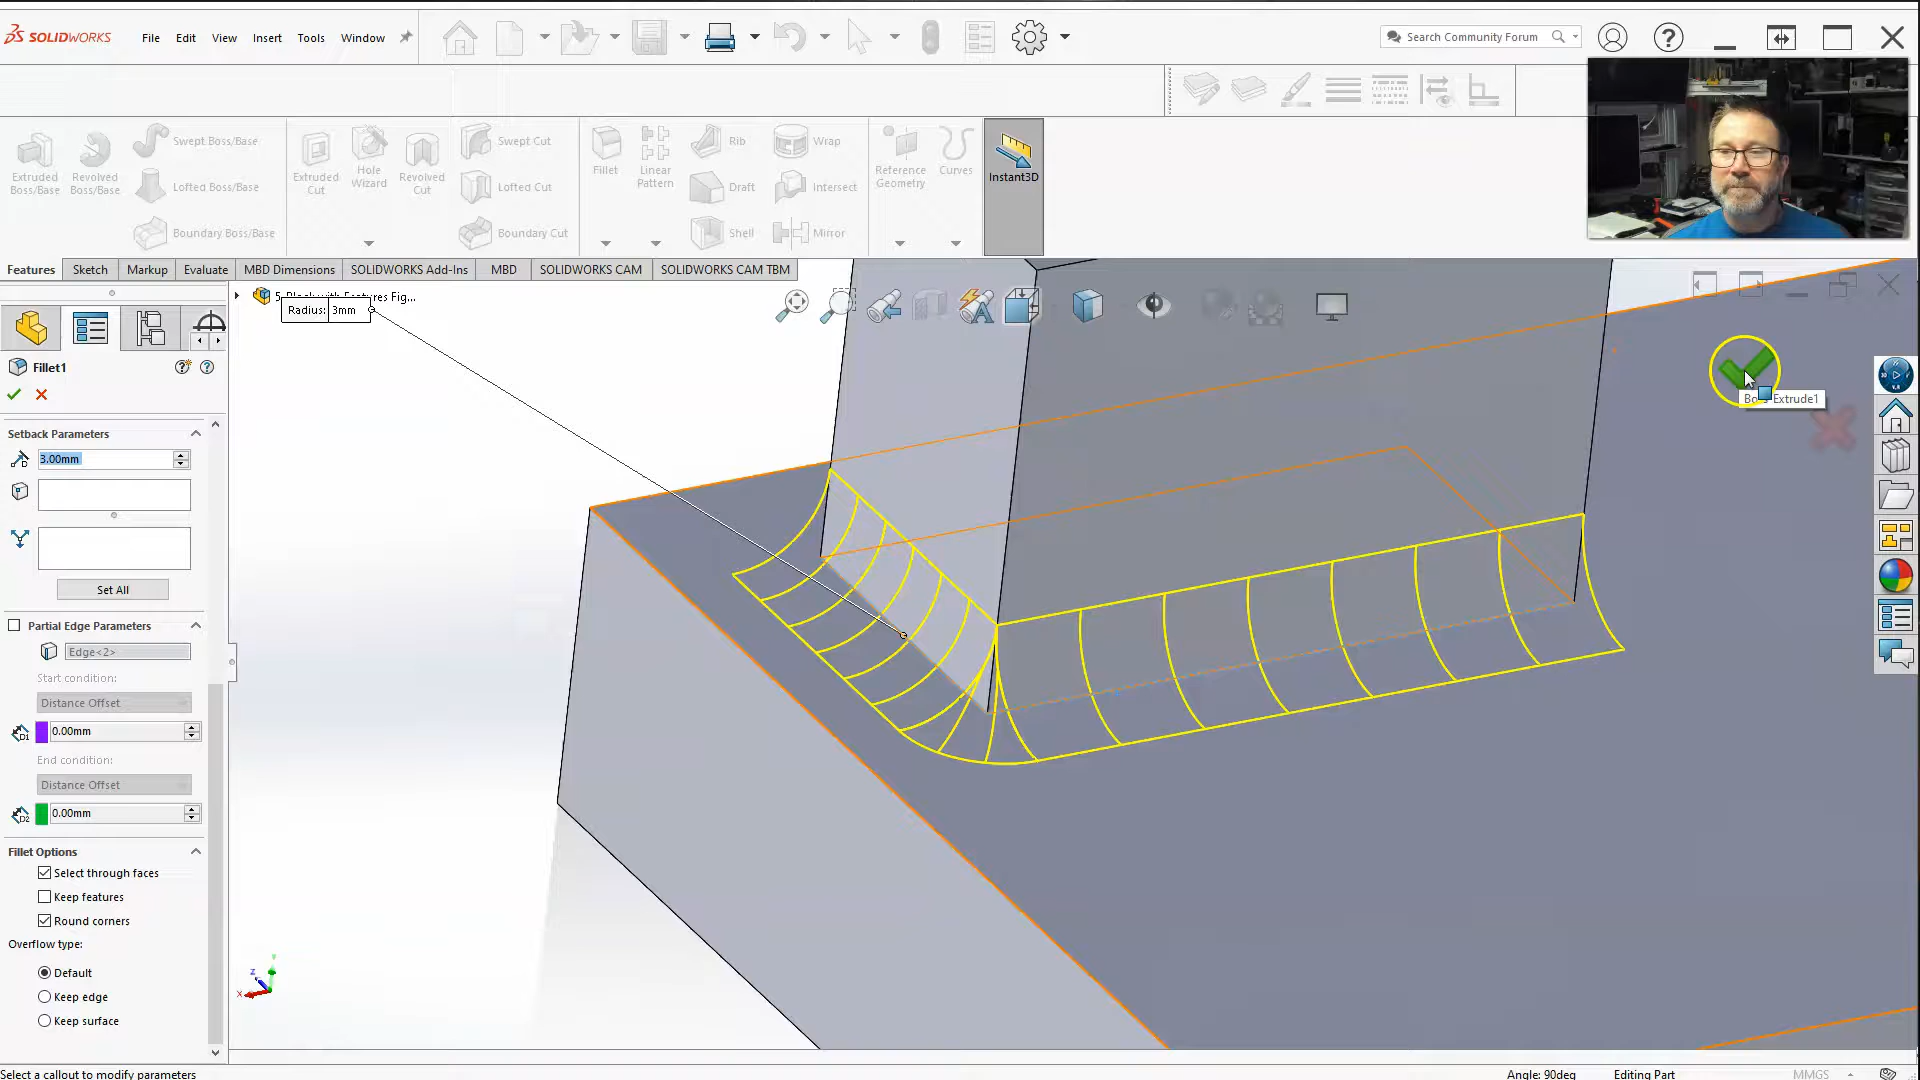 SOLIDWORKS
File Edit View Insert Tools Window
Search Community Forum
Extruded Boss/Base
Revolved Boss/Base
Swept Boss/Base
Lofted Boss/Base
Boundary Boss/Base
Extruded Cut
Hole Wizard
Revolved Cut
Swept Cut
Lofted Cut
Boundary Cut
Fillet
Linear Pattern
Rib
Draft
Shell
Wrap
Intersect
Mirror
Reference Geometry
Curves
Instant3D
Features Sketch Markup Evaluate MBD Dimensions SOLIDWORKS Add-Ins MBD SOLIDWORKS CAM SOLIDWORKS CAM TBM
Radius: 3mm
Fillet1
Setback Parameters
3.00mm
Set All
Partial Edge Parameters
Edge<2>
Start condition:
Distance Offset
D1 0.00mm
End condition:
Distance Offset
D2 0.00mm
Fillet Options
Select through faces
Keep features
Round corners
Overflow type:
Default
Keep edge
Keep surface
Z
X
Select a callout to modify parameters
Angle: 90deg Editing Part MMGS